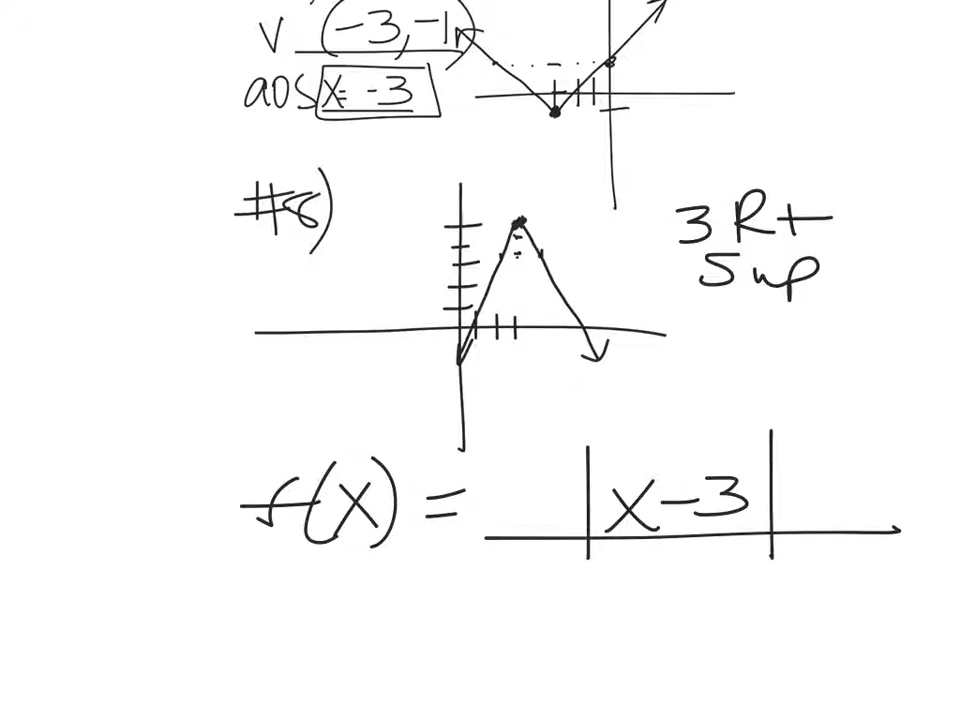 V (-3, -1)
aos x = -3
#8)
3 Rt
5 up
f(x) = |x-3|